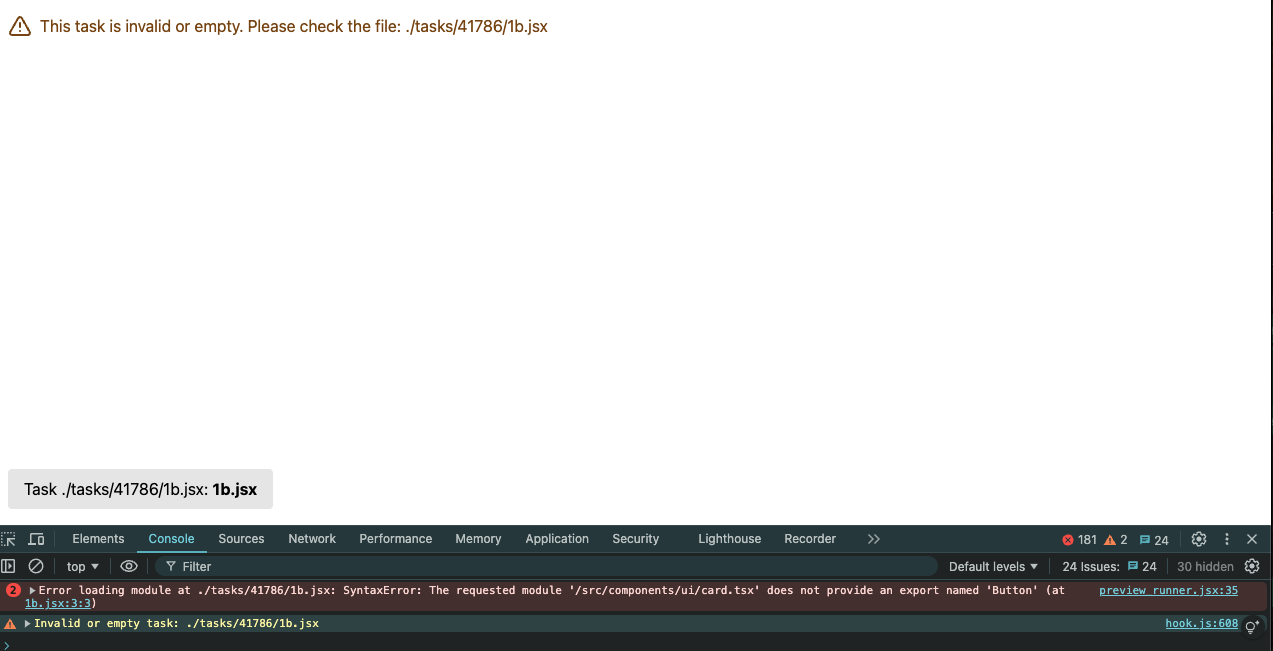 This task is invalid or empty. Please check the file: ./tasks/41786/1b.jsx
Task ./tasks/41786/1b.jsx: 1b.jsx
Elements Console Sources Network Performance Memory Application Security Lighthouse Recorder 181 2 24
top Filter Default levels 24 Issues: 24 30 hidden
2 Error loading module at ./tasks/41786/1b.jsx: SyntaxError: The requested module '/src/components/ui/card.tsx' does not provide an export named 'Button' (at preview_runner.jsx:35
1b.jsx:3:3)
Invalid or empty task: ./tasks/41786/1b.jsx hook.js:608